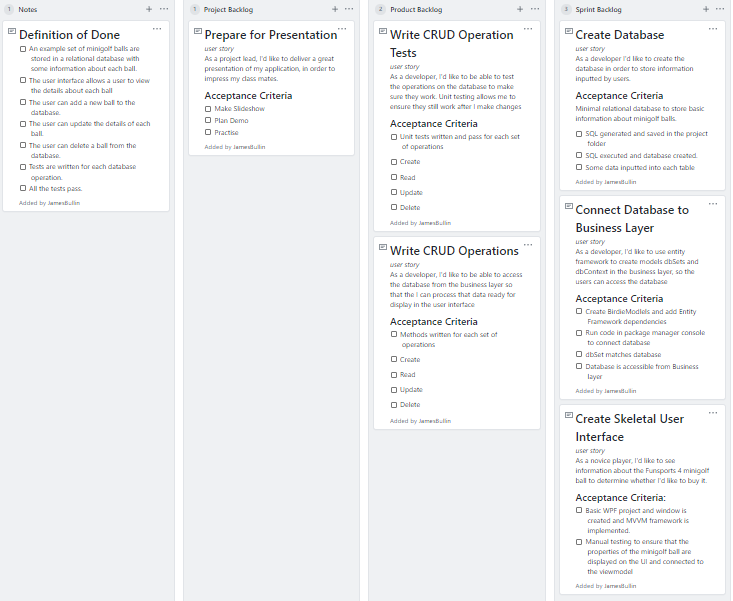 1 Notes
Definition of Done
An example set of minigolf balls are
stored in a relational database with
some information about each ball.
The user interface allows a user to view
the details about each ball
The user can add a new ball to the
database.
The user can update the details of each
ball.
The user can delete a ball from the
database.
Tests are written for each database
operation.
All the tests pass.
Added by JamesBullin
1 Project Backlog
Prepare for Presentation
user story
As a project lead, I'd like to deliver a great
presentation of my application, in order to
impress my class mates.
Acceptance Criteria
Make Slideshow
Plan Demo
Practise
Added by JamesBullin
2 Product Backlog
Write CRUD Operation
Tests
user story
As a developer, I'd like to be able to test
the operations on the database to make
sure they work. Unit testing allows me to
ensure they still work after I make changes
Acceptance Criteria
Unit tests written and pass for each set
of operations
Create
Read
Update
Delete
Added by JamesBullin
Write CRUD Operations
user story
As a developer, I'd like to be able to access
the database from the business layer so
that the I can process that data ready for
display in the user interface
Acceptance Criteria
Methods written for each set of
operations
Create
Read
Update
Delete
Added by JamesBullin
3 Sprint Backlog
Create Database
user story
As a developer I'd like to create the
database in order to store information
inputted by users.
Acceptance Criteria
Minimal relational database to store basic
information about minigolf balls.
SQL generated and saved in the project
folder
SQL executed and database created.
Some data inputted into each table
Added by JamesBullin
Connect Database to
Business Layer
user story
As a developer, I'd like to use entity
framework to create models dbSets and
dbContext in the business layer, so the
users can access the database
Acceptance Criteria
Create BirdieModlels and add Entity
Framework dependencies
Run code in package manager console
to connect database
dbSet matches database
Database is accessible from Business
layer
Added by JamesBullin
Create Skeletal User
Interface
user story
As a novice player, I'd like to see
information about the Funsports 4 minigolf
ball to determine whether I'd like to buy it.
Acceptance Criteria:
Basic WPF project and window is
created and MVVM framework is
implemented.
Manual testing to ensure that the
properties of the minigolf ball are
displayed on the UI and connected to
the viewmodel
Added by JamesBullin